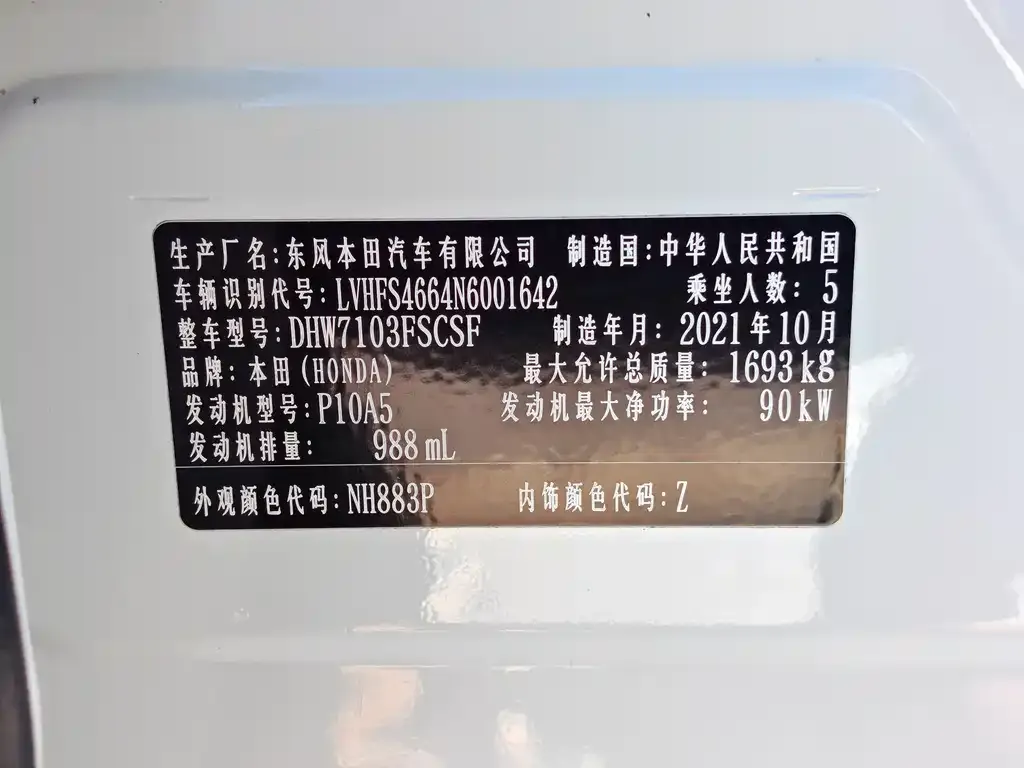 生产厂名:东风本田汽车有限公司 制造国:中华人民共和国
车辆识别代号:LVHFS4664N6001642 乘坐人数: 5
整车型号:DHW7103FSCSF 制造年月: 2021年10月
品牌: 本田(HONDA) 最大允许总质量: 1693kg
发动机型号:P10A5 发动机最大净功率: 90kW
发动机排量: 988mL
外观颜色代码:NH883P 内饰颜色代码:Z